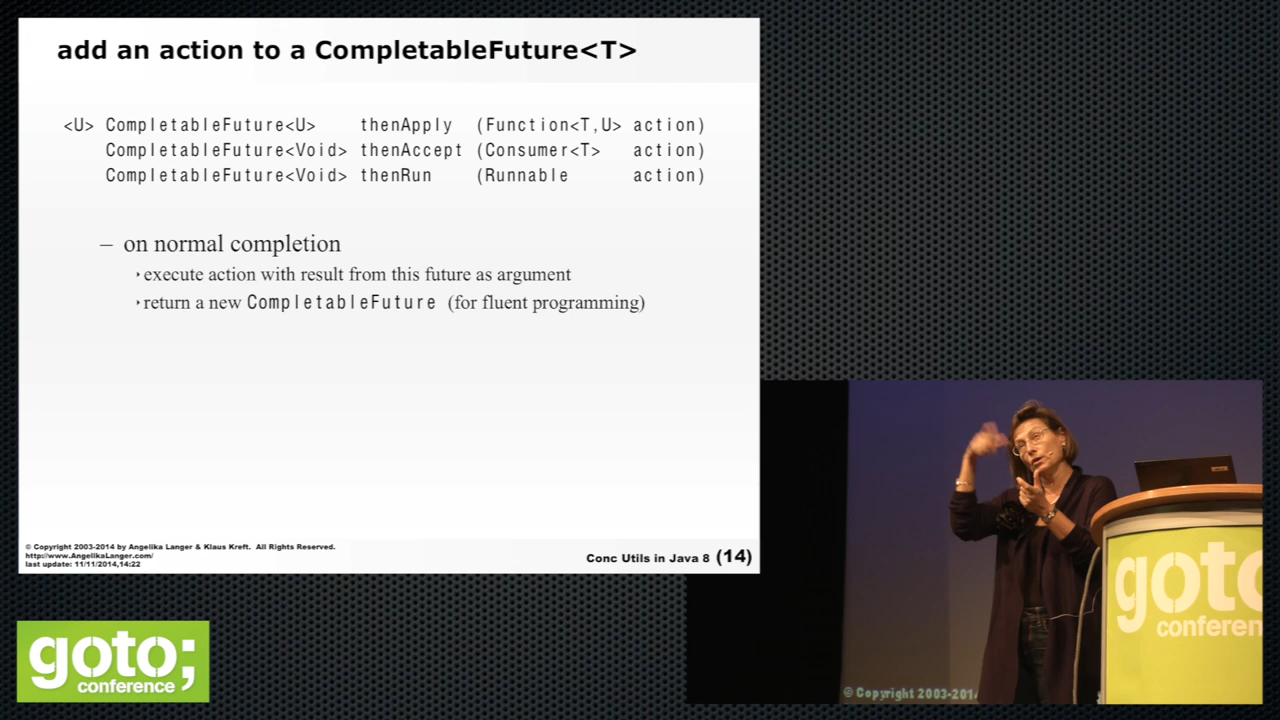 add an action to a CompletableFuture<T>
<U> CompletableFuture<U> thenApply (Function<T,U> action)
CompletableFuture<Void> thenAccept (Consumer<T> action)
CompletableFuture<Void> thenRun (Runnable action)
– on normal completion
execute action with result from this future as argument
return a new CompletableFuture (for fluent programming)
© Copyright 2003-2014 by Angelika Langer & Klaus Kreft. All Rights Reserved.
http://www.AngelikaLanger.com/
last update: 11/11/2014,14:22
Conc Utils in Java 8 (14)
goto;
conference
goto
conferen
© Copyright 2003-201